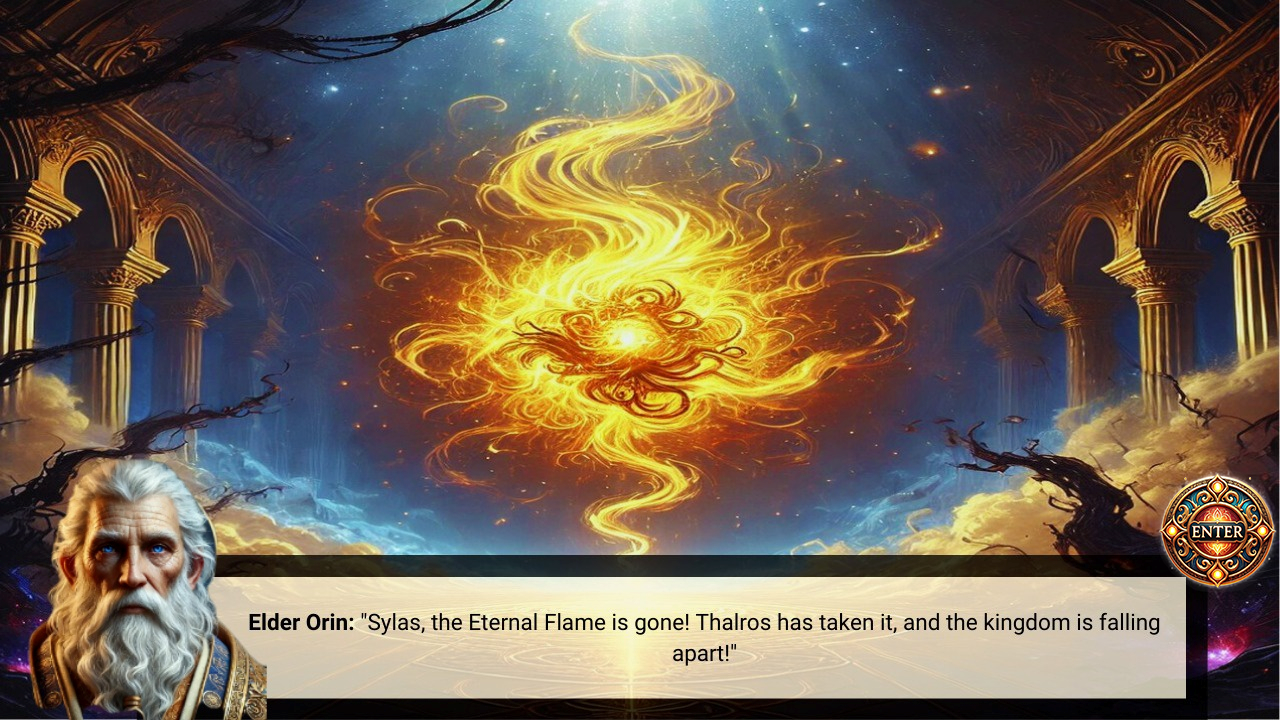 ENTER
Elder Orin: "Sylas, the Eternal Flame is gone! Thalros has taken it, and the kingdom is falling
apart!"